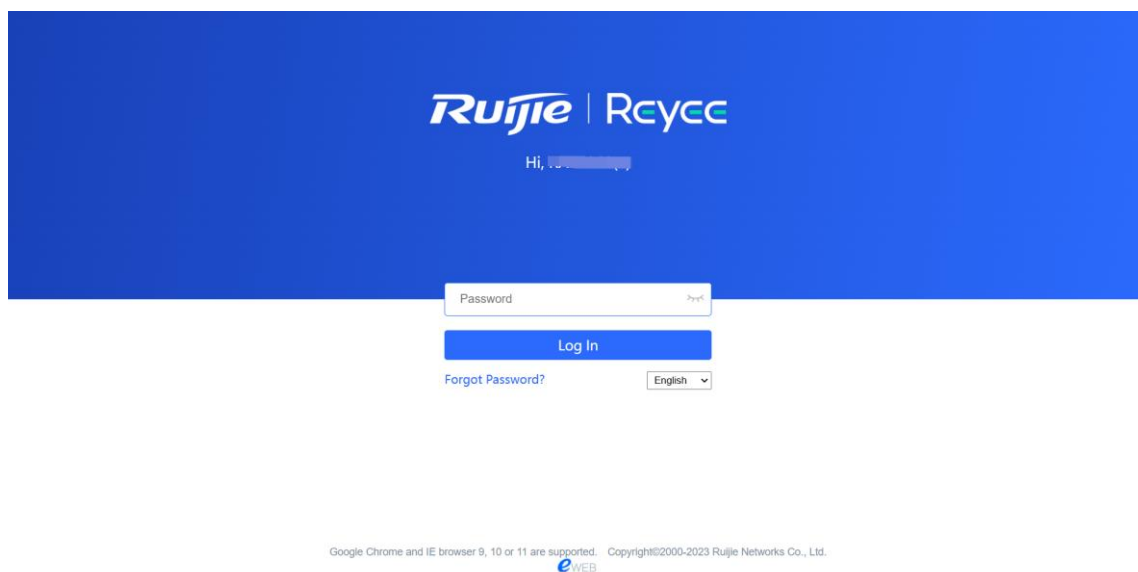 Ruijie | Reyee
Hi,
Password
Log In
Forgot Password?
English
Google Chrome and IE browser 9, 10 or 11 are supported. Copyright©2000-2023 Ruijie Networks Co., Ltd.
eWEB